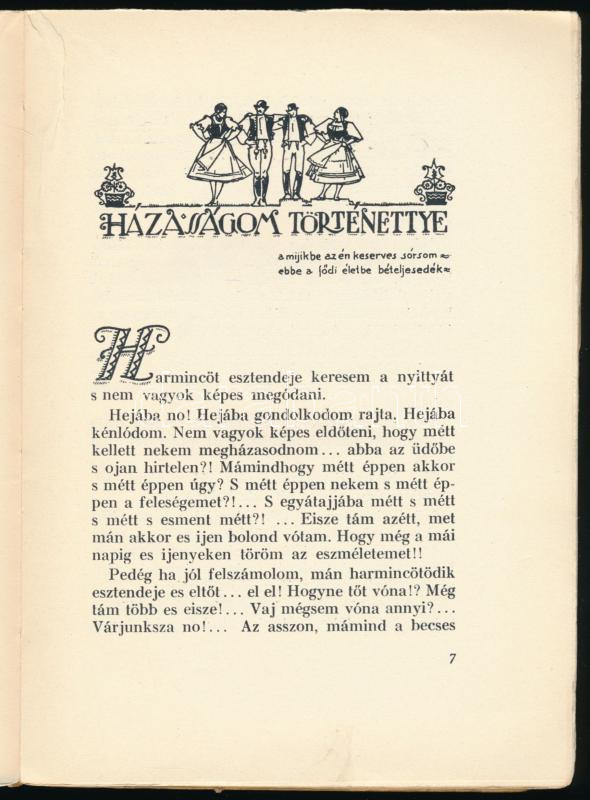 HÁZASSÁGOM TÖRTÉNETTYE
amijikbe az én keserves sórsom
ebbe a fődi életbe bételjesedék
Harmincöt esztendeje keresem a nyittyát
s nem vagyok képes megódani.
Hejába no! Hejába gondolkodom rajta. Hejába
kénlódom. Nem vagyok képes eldőteni, hogy métt
kellett nekem megházasodnom... abba az üdőbe
s ojan hirtelen?! Mámindhogy métt éppen akkor
s métt éppen úgy? S métt éppen nekem s métt ép-
pen a feleségemet?!... S egyátajjába métt s métt
s métt s esment métt?! ... Eisze tám azétt, met
mán akkor es ijen bolond vótam. Hogy még a mái
napig es ijenyeken töröm az eszméletemet!!
Pedég ha jól felszámolom, mán harmincötödik
esztendeje es eltőt... el el! Hogyne tőt vóna!? Még
tám több es eisze!... Vaj mégsem vóna annyi?...
Várjunksza no!... Az asszon, mámind a becses
7